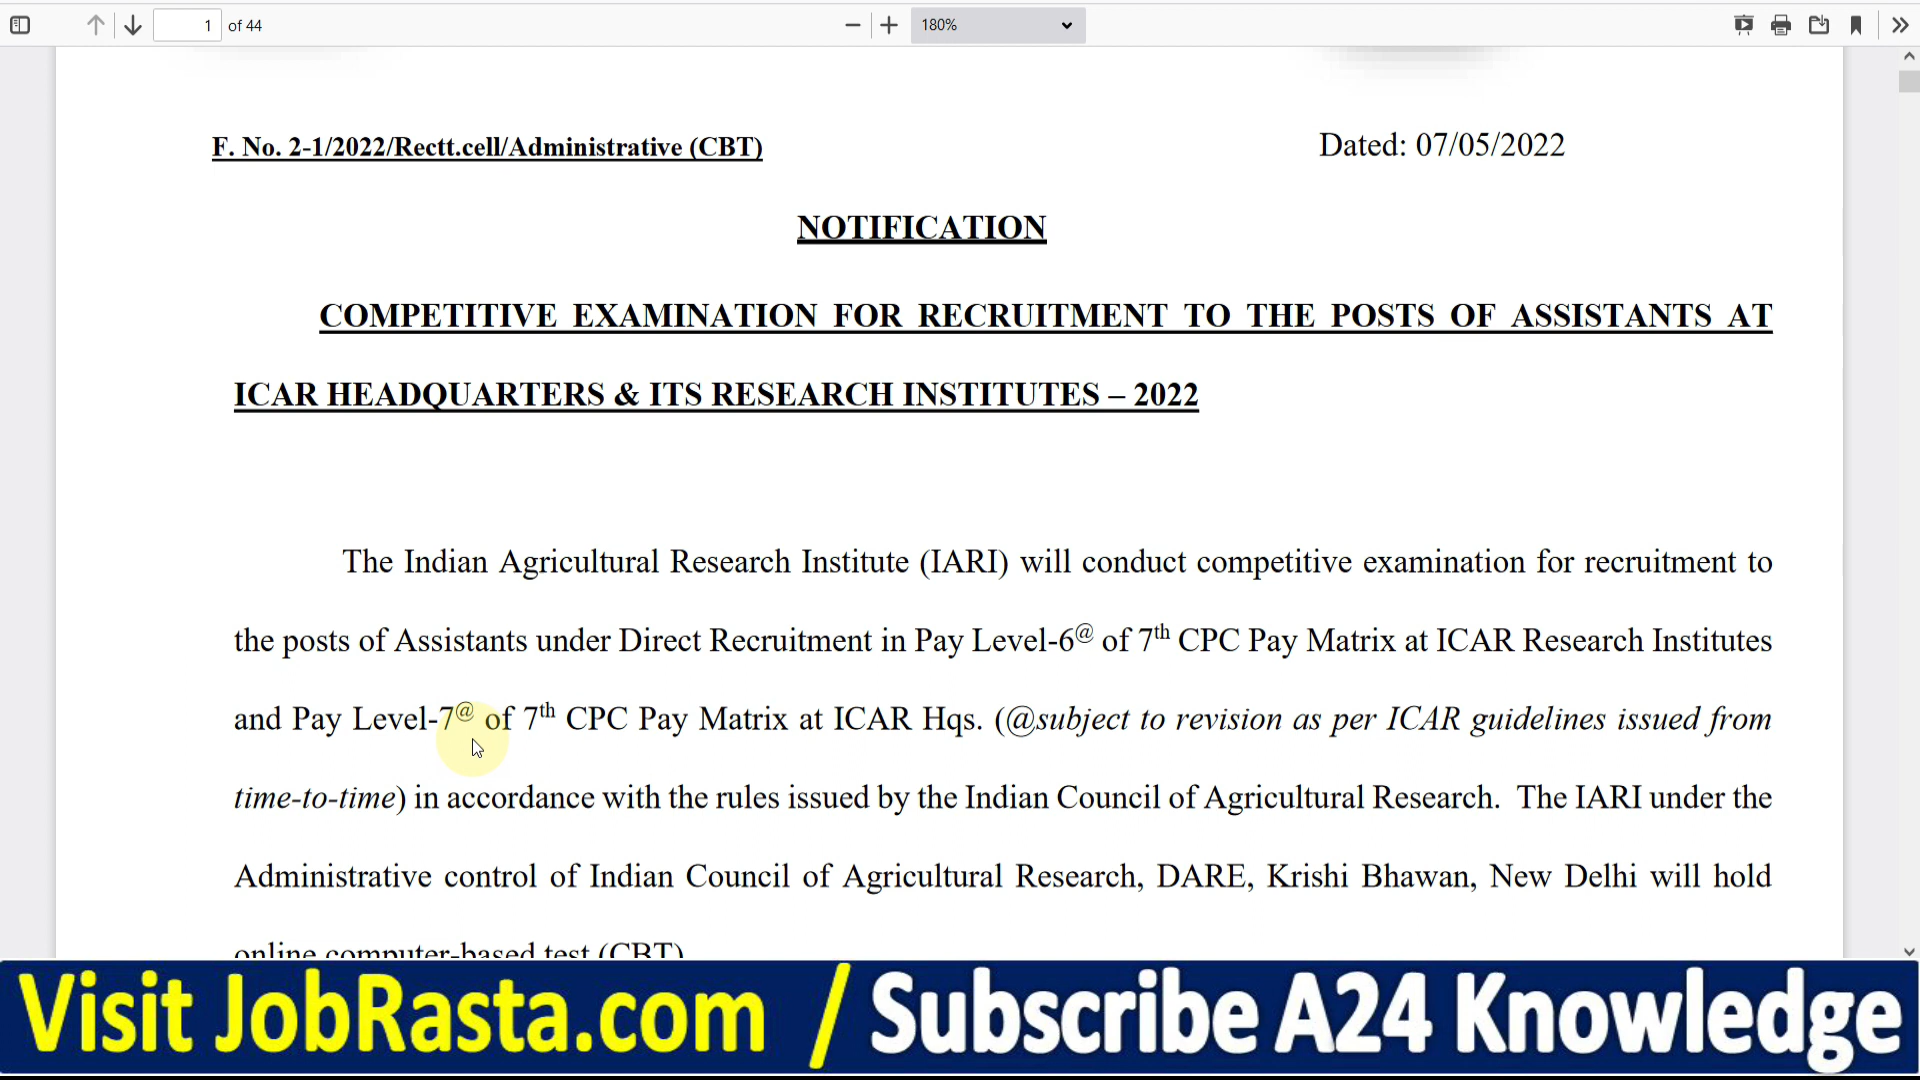 1 of 44
180%
F. No. 2-1/2022/Rectt.cell/Administrative (CBT)
Dated: 07/05/2022
NOTIFICATION
COMPETITIVE EXAMINATION FOR RECRUITMENT TO THE POSTS OF ASSISTANTS AT
ICAR HEADQUARTERS & ITS RESEARCH INSTITUTES – 2022
The Indian Agricultural Research Institute (IARI) will conduct competitive examination for recruitment to
the posts of Assistants under Direct Recruitment in Pay Level-6@ of 7th CPC Pay Matrix at ICAR Research Institutes
and Pay Level-7@ of 7th CPC Pay Matrix at ICAR Hqs. (@subject to revision as per ICAR guidelines issued from
time-to-time) in accordance with the rules issued by the Indian Council of Agricultural Research. The IARI under the
Administrative control of Indian Council of Agricultural Research, DARE, Krishi Bhawan, New Delhi will hold
online computer-based test (CBT)
Visit JobRasta.com / Subscribe A24 Knowledge